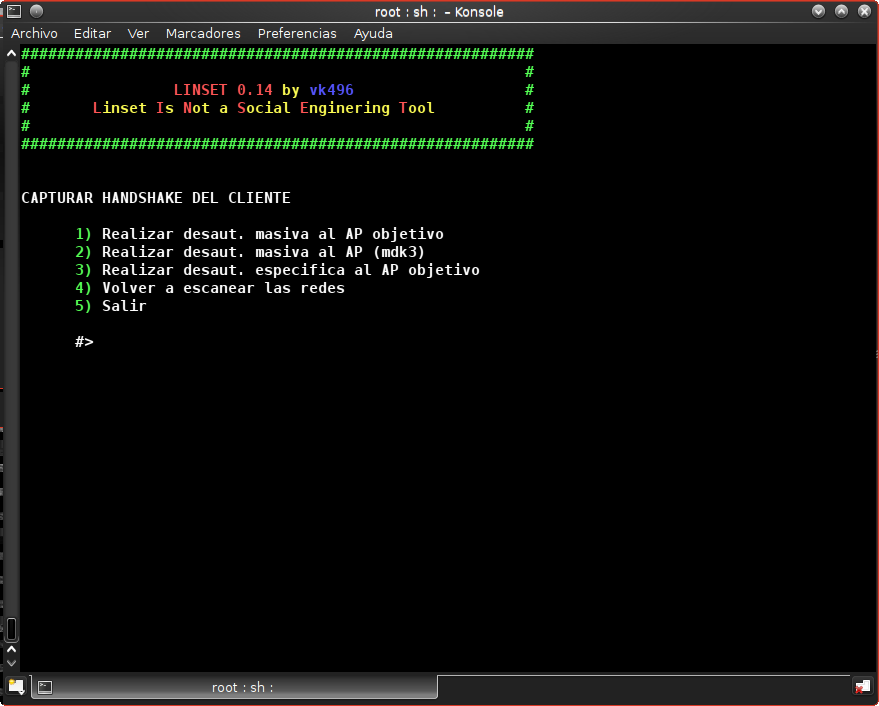 root : sh : – Konsole
Archivo Editar Ver Marcadores Preferencias Ayuda
#########################################################
# #
# LINSET 0.14 by vk496 #
# Linset Is Not a Social Enginering Tool #
# #
#########################################################
CAPTURAR HANDSHAKE DEL CLIENTE
1) Realizar desaut. masiva al AP objetivo
2) Realizar desaut. masiva al AP (mdk3)
3) Realizar desaut. especifica al AP objetivo
4) Volver a escanear las redes
5) Salir
#>
root : sh :